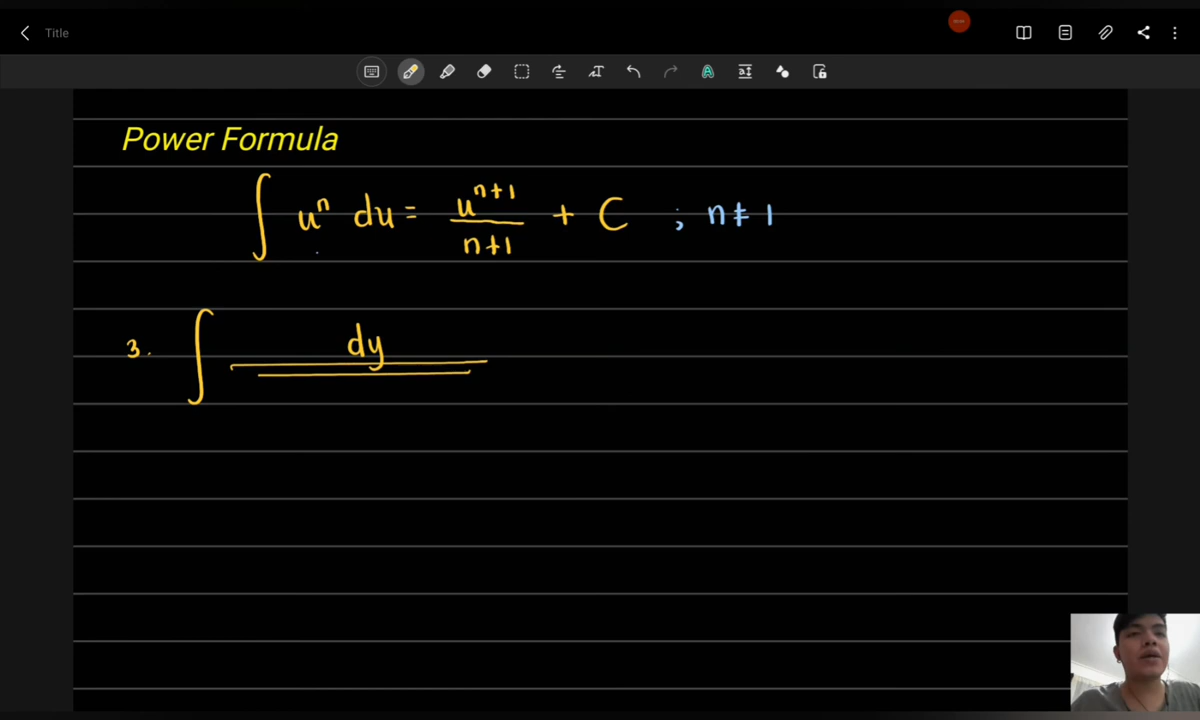 Title
Power Formula
∫ uⁿ du = uⁿ⁺¹/n+1 + C ; n ≠ 1
3. ∫ dy